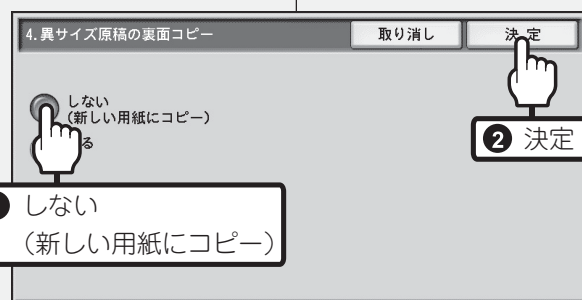 4.異サイズ原稿の裏面コピー
取り消し
決定
しない
(新しい用紙にコピー)
る
❷ 決定
しない
(新しい用紙にコピー)